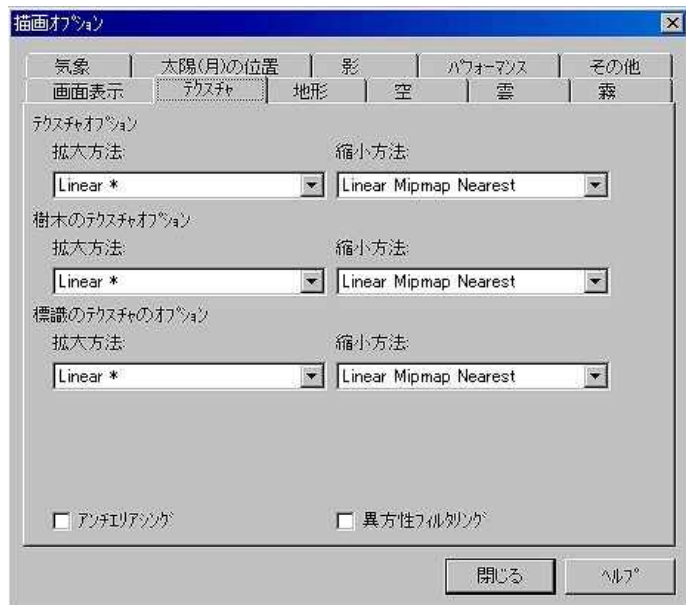 描画ｵﾌﾟｼｮﾝ
気象 太陽(月)の位置 影 ﾊﾟﾌｫｰﾏﾝｽ その他
画面表示 ﾃｸｽﾁｬ 地形 空 雲 霧
ﾃｸｽﾁｬｵﾌﾟｼｮﾝ
拡大方法: 縮小方法:
Linear * Linear Mipmap Nearest
樹木のﾃｸｽﾁｬｵﾌﾟｼｮﾝ
拡大方法: 縮小方法:
Linear * Linear Mipmap Nearest
標識のﾃｸｽﾁｬのｵﾌﾟｼｮﾝ
拡大方法: 縮小方法:
Linear * Linear Mipmap Nearest
ｱﾝﾁｴﾘｱｼﾝｸﾞ 異方性ﾌｨﾙﾀﾘﾝｸﾞ
閉じる ﾍﾙﾌﾟ